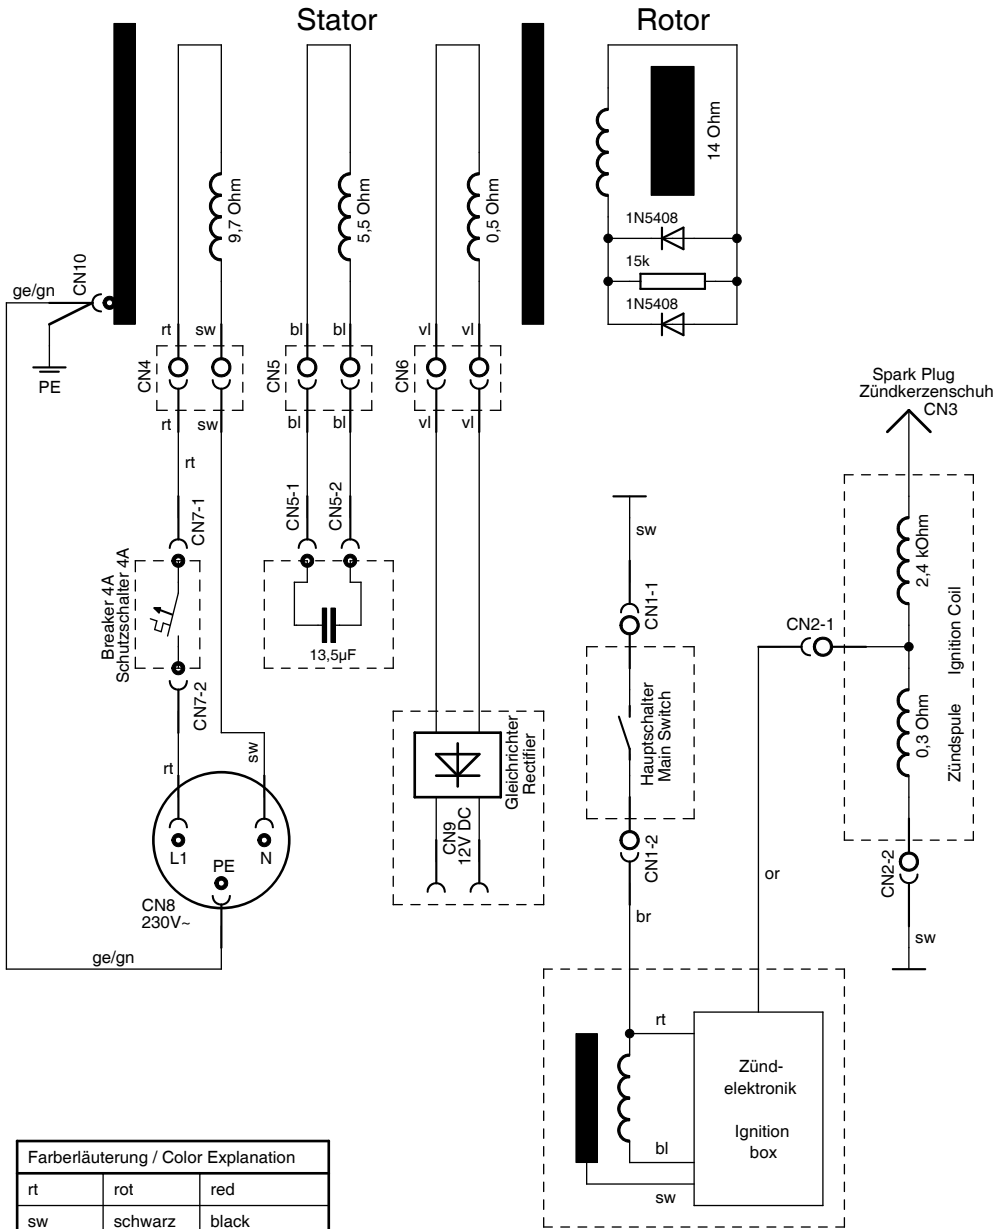 Stator
Rotor
14 Ohm
9,7 Ohm
5,5 Ohm
0,5 Ohm
1N5408
15k
1N5408
CN10
ge/gn
PE
rt
sw
bl
bl
vl
vl
CN4
CN5
CN6
rt
sw
bl
bl
vl
vl
rt
Spark Plug
Zündkerzenschuh
CN3
CN7-1
CN5-1
CN5-2
sw
2,4 kOhm
Breaker 4A
Schutzschalter 4A
13,5µF
CN1-1
CN2-1
Ignition Coil
Zündspule
0,3 Ohm
CN7-2
Hauptschalter
Main Switch
rt
sw
Gleichrichter
Rectifier
CN9
12V DC
L1
N
PE
CN8
230V~
CN1-2
CN2-2
or
br
sw
ge/gn
rt
Zünd-
elektronik
Ignition
box
bl
sw
Farberläuterung / Color Explanation
rt rot red
sw schwarz black